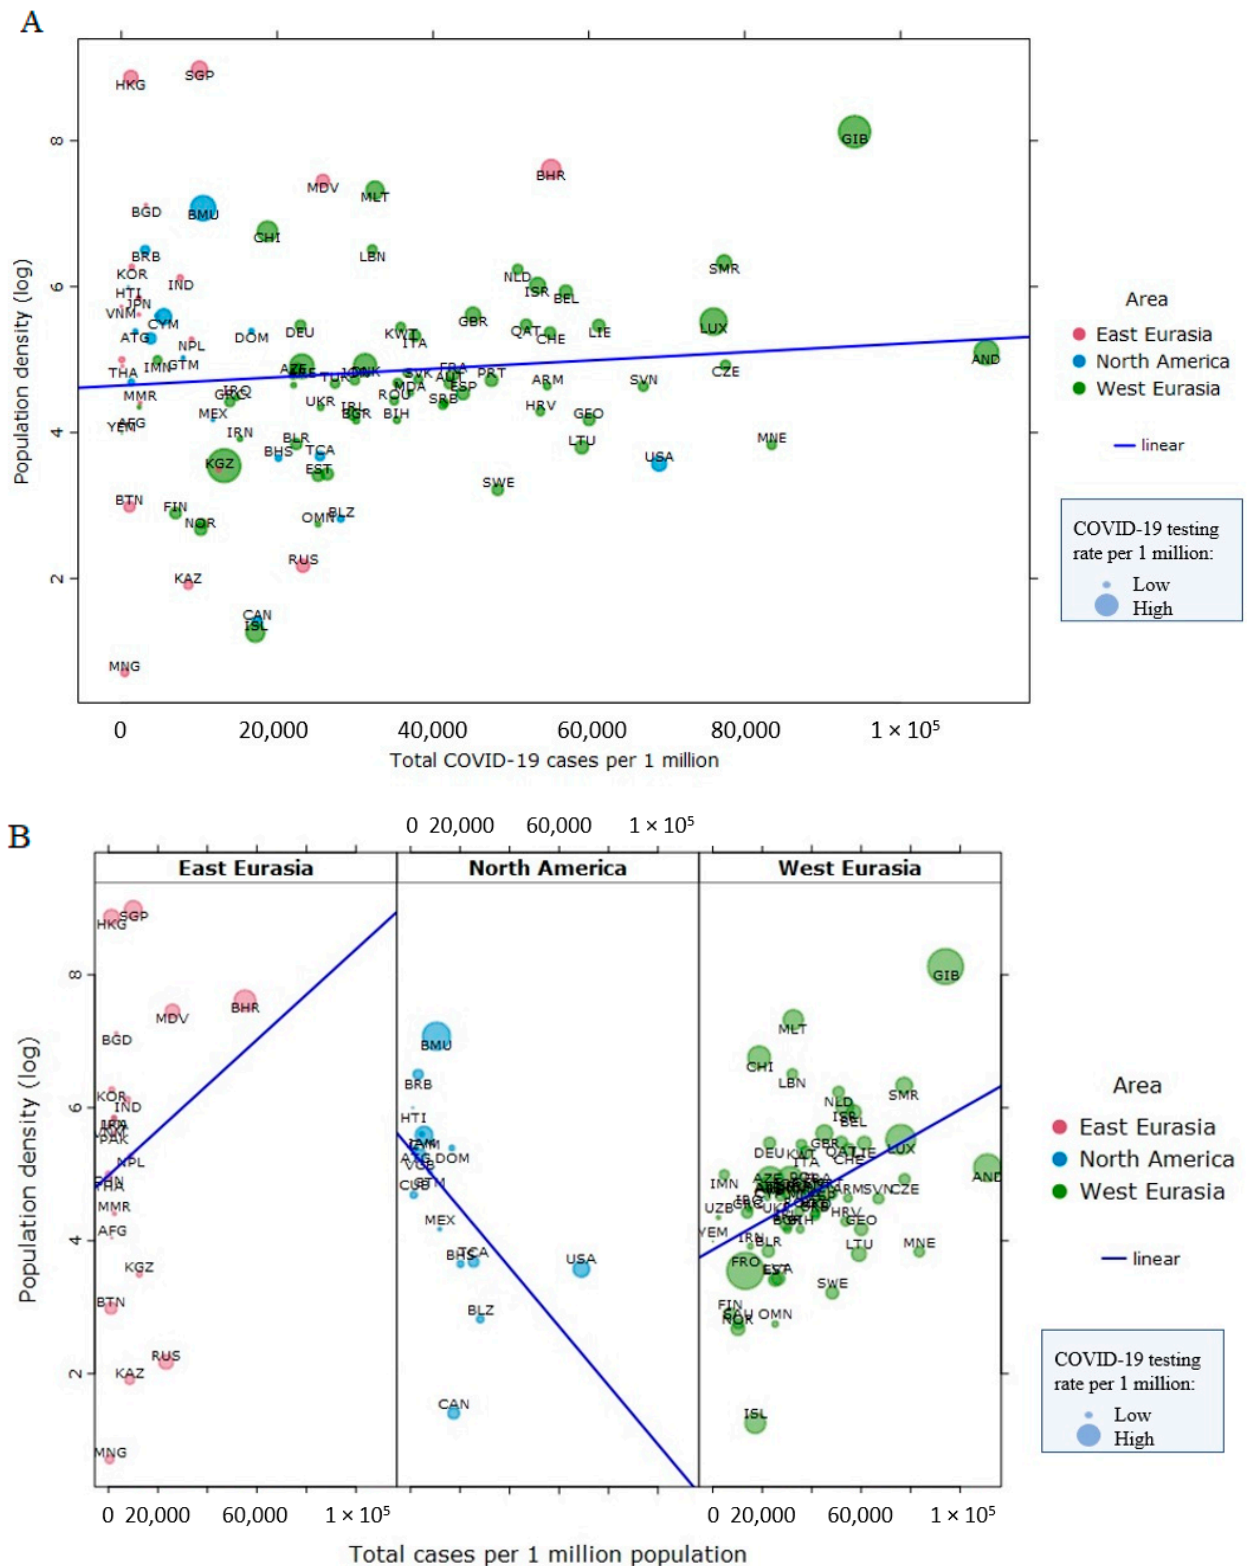 A
HKG
SGP
8
GIB
MDV
BHR
MLT
BGD
BMU
CHI
BRB
LBN
KOR
IND
NLD
SMR
HTI
ISR
BEL
6
JPN
VNM
CYM
GBR
ATG
DEU
DOM
KWT
QAT
LIE
LUX
ITA
CHE
NPL
IMN
GTM
AND
THA
FRA
PRT
CZE
SVK
MDA
ESP
ARM
SVN
MMR
IRQ
ROU
SRB
UKR
HRV
MEX
BGR
BIH
GEO
AFG
YEM
4
IRN
BLR
LTU
MNE
BHS
TCA
USA
KGZ
EST
SWE
BTN
FIN
NOR
OMN
BLZ
RUS
KAZ
2
CAN
ISL
MNG
Population density (log)
0 20,000 40,000 60,000 80,000 1 × 10⁵
Total COVID-19 cases per 1 million
Area
East Eurasia
North America
West Eurasia
linear
COVID-19 testing
rate per 1 million:
Low
High
B
0 20,000 60,000 1 × 10⁵
East Eurasia North America West Eurasia
HKG
SGP
MDV
BHR
BGD
KOR
IND
PAK
NPL
THA
MMR
AFG
KGZ
BTN
RUS
KAZ
MNG
BMU
BRB
HTI
DOM
VGB
GTM
CUB
MEX
BHS
TCA
USA
BLZ
CAN
GIB
MLT
CHI
LBN
SMR
NLD
ISR
BEL
DEU
GBR
QAT
LIE
LUX
ITA
CHE
AND
IMN
ARM
SVN
CZE
UZB
HRV
GEO
YEM
IRN
BLR
LTU
MNE
FRO
SWE
FIN
SAU
OMN
NOR
ISL
8
6
4
2
Population density (log)
0 20,000 60,000 1 × 10⁵
0 20,000 60,000 1 × 10⁵
Total cases per 1 million population
Area
East Eurasia
North America
West Eurasia
linear
COVID-19 testing
rate per 1 million:
Low
High